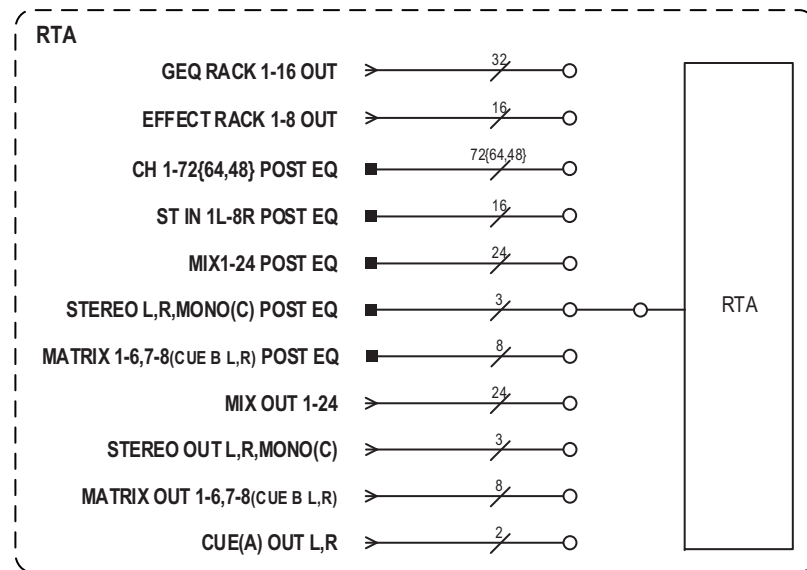 RTA
GEQ RACK 1-16 OUT 32
EFFECT RACK 1-8 OUT 16
CH 1-72{64,48} POST EQ 72{64,48}
ST IN 1L-8R POST EQ 16
MIX1-24 POST EQ 24
STEREO L,R,MONO(C) POST EQ 3 RTA
MATRIX 1-6,7-8(CUE B L,R) POST EQ 8
MIX OUT 1-24 24
STEREO OUT L,R,MONO(C) 3
MATRIX OUT 1-6,7-8(CUE B L,R) 8
CUE(A) OUT L,R 2